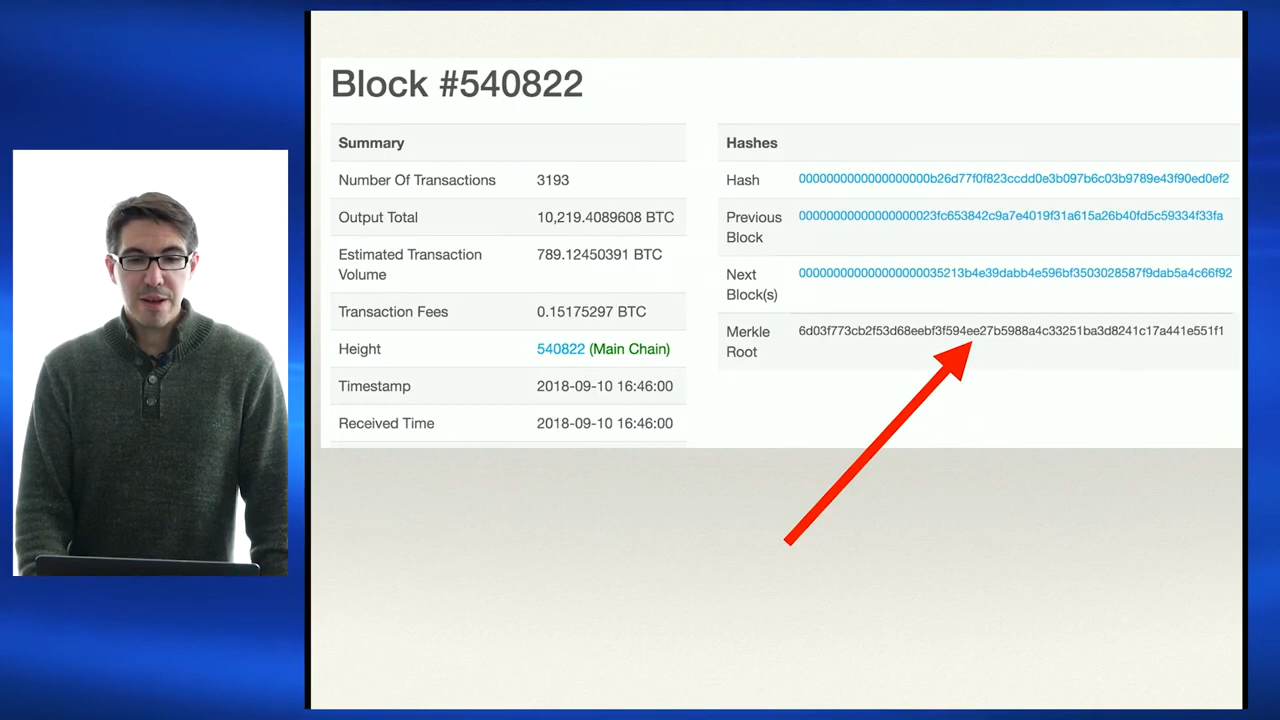 Block #540822
Summary
Number Of Transactions 3193
Output Total 10,219.4089608 BTC
Estimated Transaction Volume 789.12450391 BTC
Transaction Fees 0.15175297 BTC
Height 540822 (Main Chain)
Timestamp 2018-09-10 16:46:00
Received Time 2018-09-10 16:46:00
Hashes
Hash 0000000000000000000b26d77f0f823ccdd0e3b097b6c03b9789e43f90ed0ef2
Previous Block 00000000000000000023fc653842c9a7e4019f31a615a26b40fd5c59334f33fa
Next Block(s) 000000000000000000035213b4e39dabb4e596bf3503028587f9dab5a4c66f92
Merkle Root 6d03f773cb2f53d68eebf3f594ee27b5988a4c33251ba3d8241c17a441e551f1